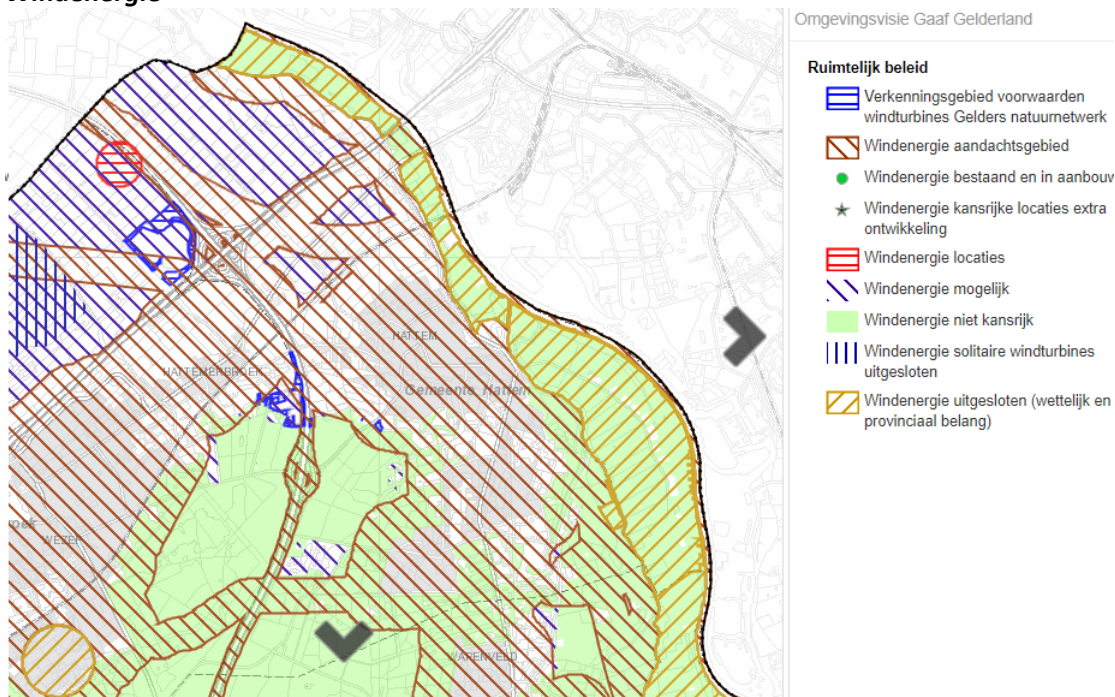 Windenergie
Omgevingsvisie Gaaf Gelderland
Ruimtelijk beleid
Verkenningsgebied voorwaarden
windturbines Gelders natuurnetwerk
Windenergie aandachtsgebied
Windenergie bestaand en in aanbouw
Windenergie kansrijke locaties extra
ontwikkeling
Windenergie locaties
Windenergie mogelijk
Windenergie niet kansrijk
Windenergie solitaire windturbines
uitgesloten
Windenergie uitgesloten (wettelijk en
provinciaal belang)
HATTEM
HATTEMERBROEK
Gemeente Hattem
WEZEP